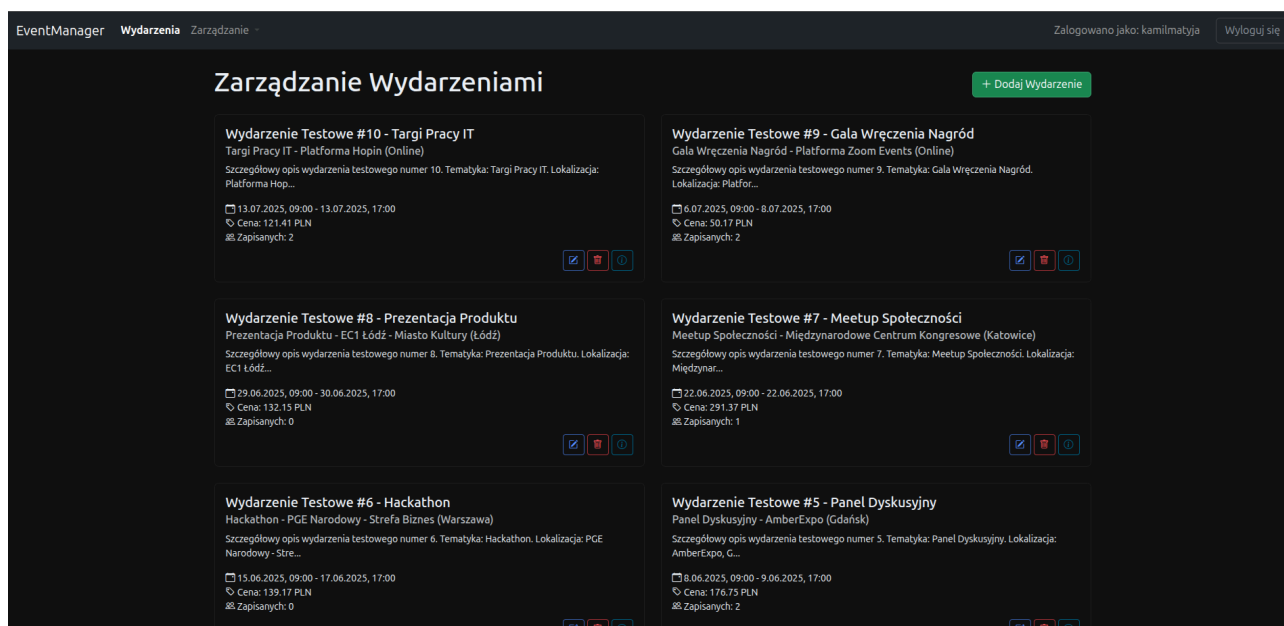 EventManager Wydarzenia Zarządzanie Zalogowano jako: kamilmatyja Wyloguj się
Zarządzanie Wydarzeniami
+ Dodaj Wydarzenie
Wydarzenie Testowe #10 - Targi Pracy IT
Targi Pracy IT - Platforma Hopin (Online)
Szczegółowy opis wydarzenia testowego numer 10. Tematyka: Targi Pracy IT. Lokalizacja:
Platforma Hop...
13.07.2025, 09:00 - 13.07.2025, 17:00
Cena: 121.41 PLN
Zapisanych: 2
Wydarzenie Testowe #9 - Gala Wręczenia Nagród
Gala Wręczenia Nagród - Platforma Zoom Events (Online)
Szczegółowy opis wydarzenia testowego numer 9. Tematyka: Gala Wręczenia Nagród.
Lokalizacja: Platfor...
6.07.2025, 09:00 - 8.07.2025, 17:00
Cena: 50.17 PLN
Zapisanych: 2
Wydarzenie Testowe #8 - Prezentacja Produktu
Prezentacja Produktu - EC1 Łódź - Miasto Kultury (Łódź)
Szczegółowy opis wydarzenia testowego numer 8. Tematyka: Prezentacja Produktu. Lokalizacja:
EC1 Łódź...
29.06.2025, 09:00 - 30.06.2025, 17:00
Cena: 132.15 PLN
Zapisanych: 0
Wydarzenie Testowe #7 - Meetup Społeczności
Meetup Społeczności - Międzynarodowe Centrum Kongresowe (Katowice)
Szczegółowy opis wydarzenia testowego numer 7. Tematyka: Meetup Społeczności. Lokalizacja:
Międzynar...
22.06.2025, 09:00 - 22.06.2025, 17:00
Cena: 291.37 PLN
Zapisanych: 1
Wydarzenie Testowe #6 - Hackathon
Hackathon - PGE Narodowy - Strefa Biznes (Warszawa)
Szczegółowy opis wydarzenia testowego numer 6. Tematyka: Hackathon. Lokalizacja: PGE
Narodowy - Stre...
15.06.2025, 09:00 - 17.06.2025, 17:00
Cena: 139.17 PLN
Zapisanych: 0
Wydarzenie Testowe #5 - Panel Dyskusyjny
Panel Dyskusyjny - AmberExpo (Gdańsk)
Szczegółowy opis wydarzenia testowego numer 5. Tematyka: Panel Dyskusyjny. Lokalizacja:
AmberExpo, G...
8.06.2025, 09:00 - 9.06.2025, 17:00
Cena: 176.75 PLN
Zapisanych: 2